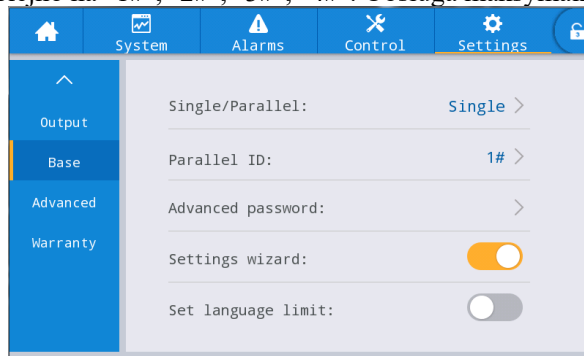 System Alarms Control Settings
Output
Base
Advanced
Warranty
Single/Parallel: Single
Parallel ID: 1#
Advanced password:
Settings wizard:
Set language limit: